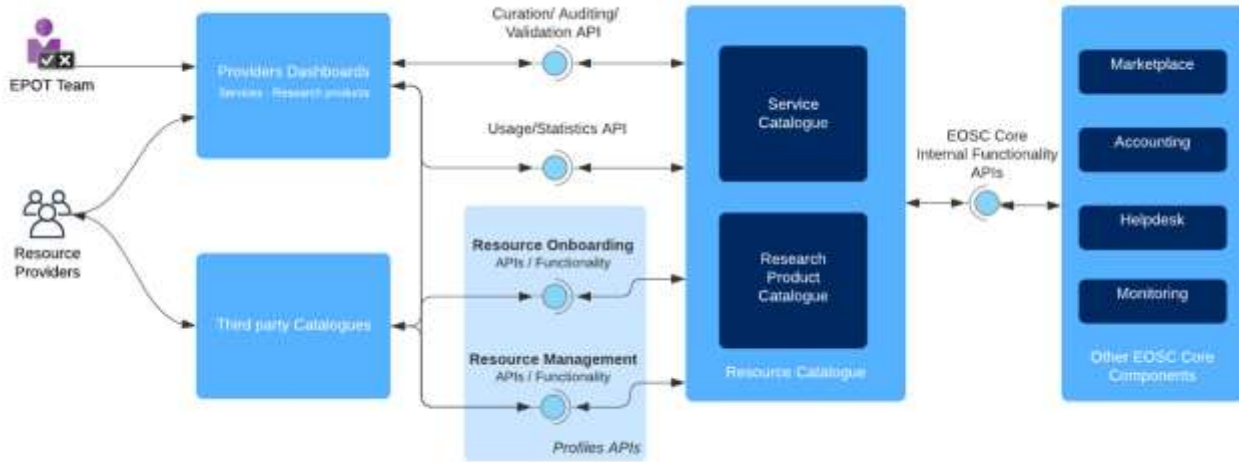 EPOT Team
Resource
Providers
Providers Dashboards
Services - Research products
Third party Catalogues
Curation/ Auditing/
Validation API
Usage/Statistics API
Resource Onboarding
APIs / Functionality
Resource Management
APIs / Functionality
Profiles APIs
Service
Catalogue
Research
Product
Catalogue
Resource Catalogue
EOSC Core
Internal Functionality
APIs
Marketplace
Accounting
Helpdesk
Monitoring
Other EOSC Core
Components